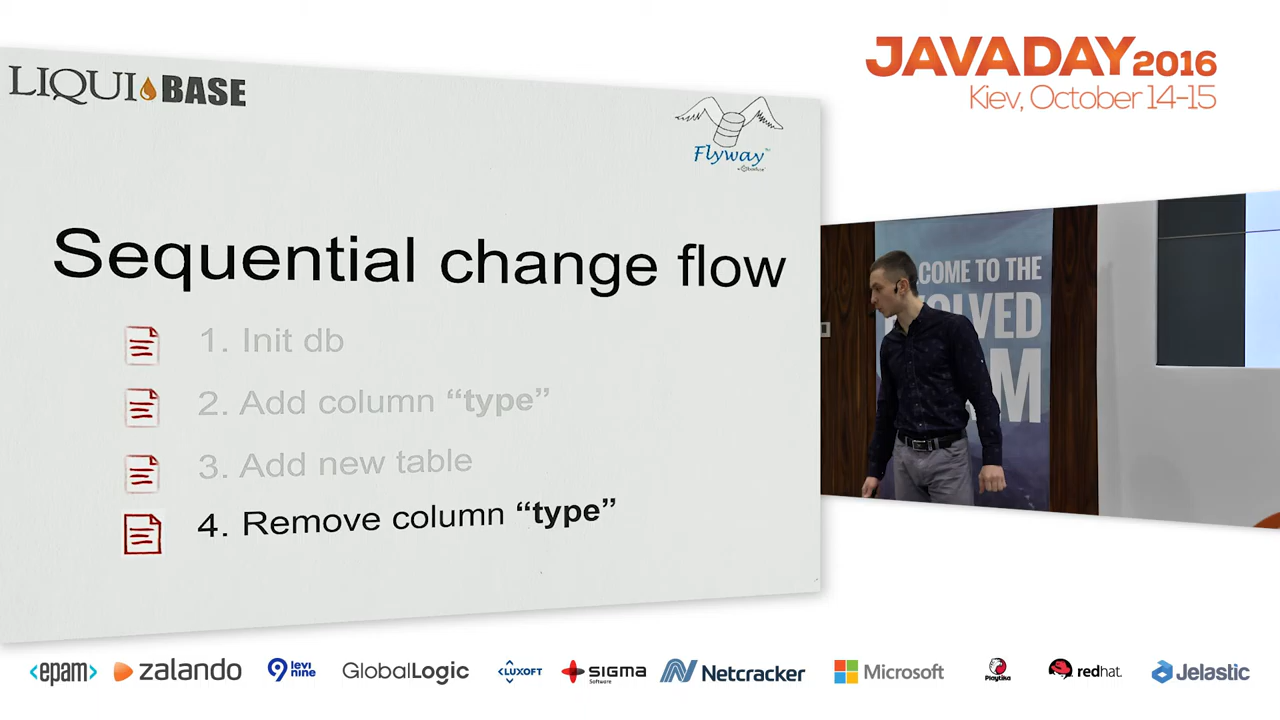 LIQUIBASE
Flyway
Sequential change flow
1. Init db
2. Add column “type”
3. Add new table
4. Remove column “type”
JAVADAY 2016
Kiev, October 14-15
COME TO THE
OLVED
M
<epam>
zalando
9 levi nine
GlobalLogic
LUXOFT
SIGMA
Software
Netcracker
Microsoft
Playtika
redhat.
Jelastic